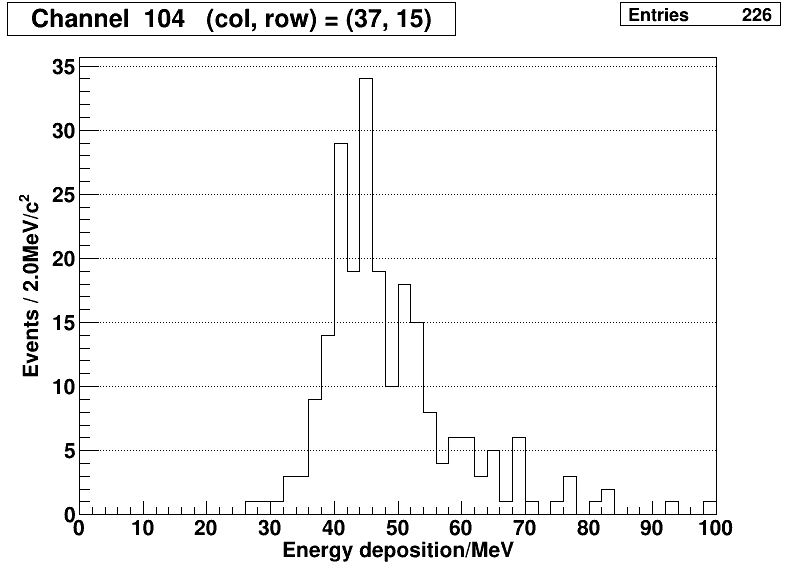 Channel 104 (col, row) = (37, 15)
Entries 226
35
30
25
20
15
10
5
0
Events / 2.0MeV/c²
0 10 20 30 40 50 60 70 80 90 100
Energy deposition/MeV